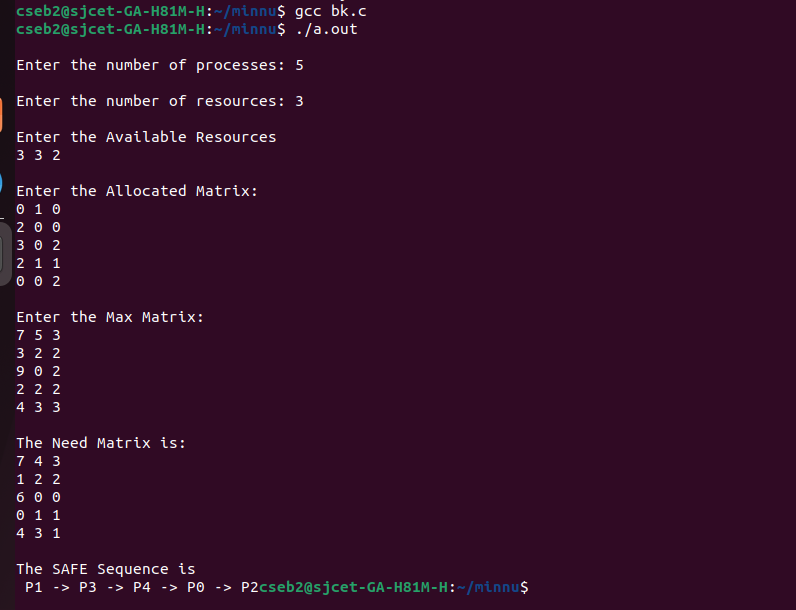 cseb2@sjcet-GA-H81M-H:~/minnu$ gcc bk.c
cseb2@sjcet-GA-H81M-H:~/minnu$ ./a.out
Enter the number of processes: 5
Enter the number of resources: 3
Enter the Available Resources
3 3 2
Enter the Allocated Matrix:
0 1 0
2 0 0
3 0 2
2 1 1
0 0 2
Enter the Max Matrix:
7 5 3
3 2 2
9 0 2
2 2 2
4 3 3
The Need Matrix is:
7 4 3
1 2 2
6 0 0
0 1 1
4 3 1
The SAFE Sequence is
P1 -> P3 -> P4 -> P0 -> P2cseb2@sjcet-GA-H81M-H:~/minnu$